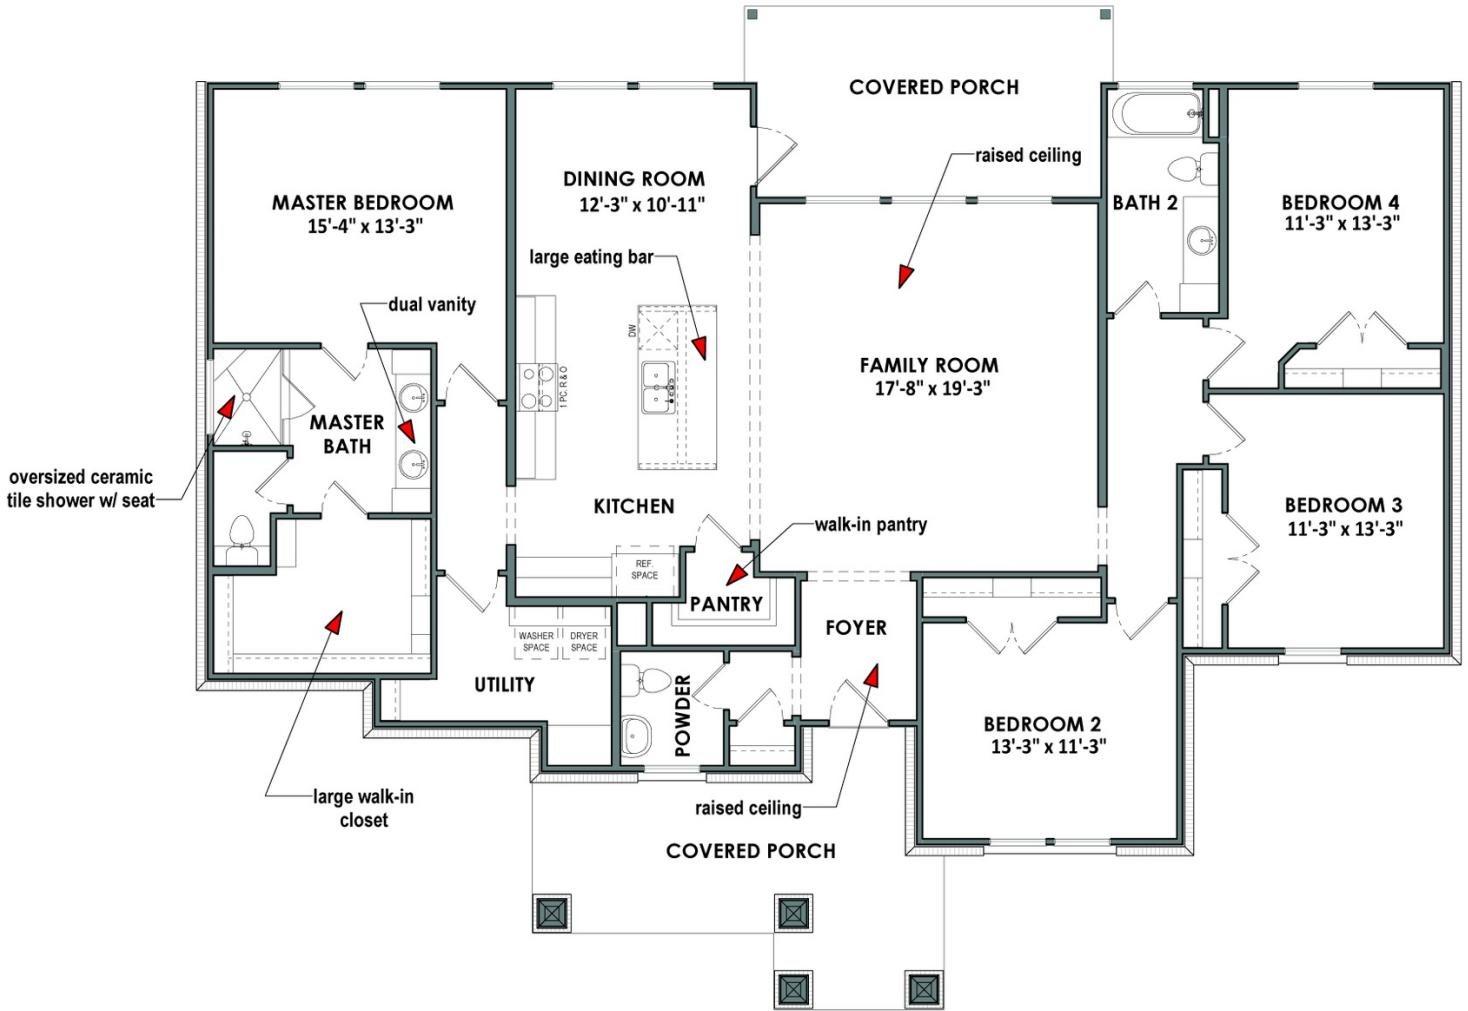 COVERED PORCH
raised ceiling
DINING ROOM
12'-3" x 10'-11"
MASTER BEDROOM
15'-4" x 13'-3"
BATH 2
BEDROOM 4
11'-3" x 13'-3"
large eating bar
dual vanity
DW
FAMILY ROOM
17'-8" x 19'-3"
1 PC. R & O
MASTER
BATH
oversized ceramic
tile shower w/ seat
KITCHEN
BEDROOM 3
11'-3" x 13'-3"
walk-in pantry
REF.
SPACE
PANTRY
FOYER
WASHER
SPACE
DRYER
SPACE
UTILITY
POWDER
BEDROOM 2
13'-3" x 11'-3"
large walk-in
closet
raised ceiling
COVERED PORCH